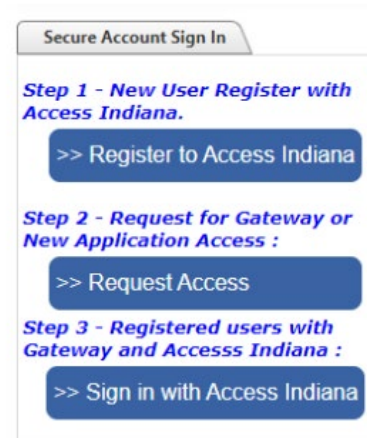 Secure Account Sign In
Step 1 - New User Register with
Access Indiana.
>> Register to Access Indiana
Step 2 - Request for Gateway or
New Application Access :
>> Request Access
Step 3 - Registered users with
Gateway and Accesss Indiana :
>> Sign in with Access Indiana